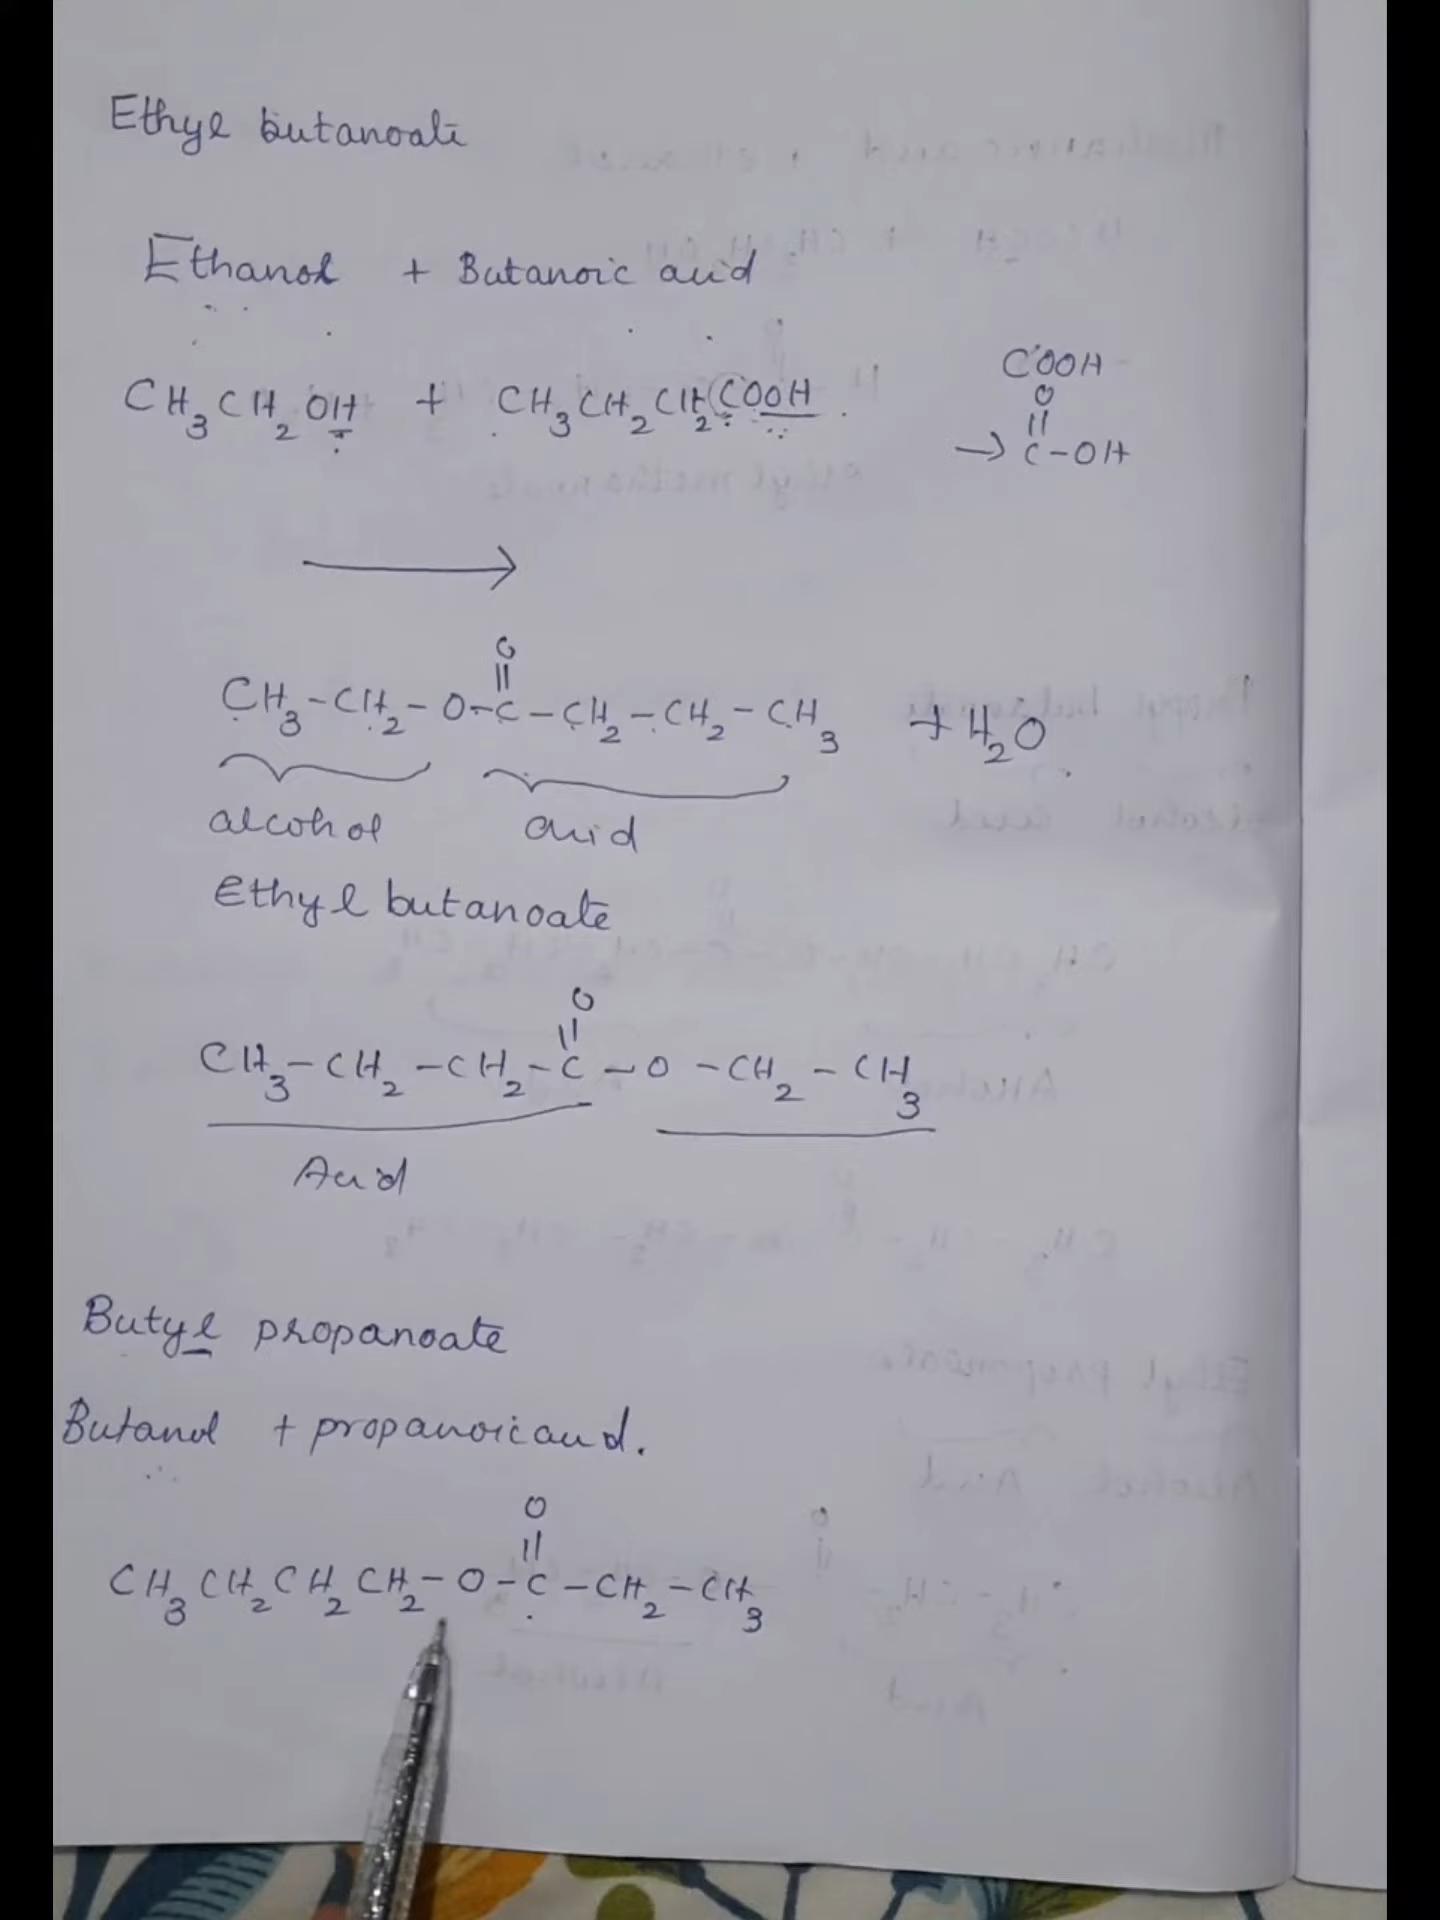 Ethyl butanoate
Ethanol + Butanoic acid
CH3CH2OH + CH3CH2CH2COOH
COOH
O
||
→ C-OH
→
O
||
CH3-CH2-O-C-CH2-CH2-CH3 + H2O
alcohol acid
Ethyl butanoate
O
||
CH3-CH2-CH2-C-O-CH2-CH3
Acid
Butyl propanoate
Butanol + propanoic acid.
O
||
CH3CH2CH2CH2-O-C-CH2-CH3